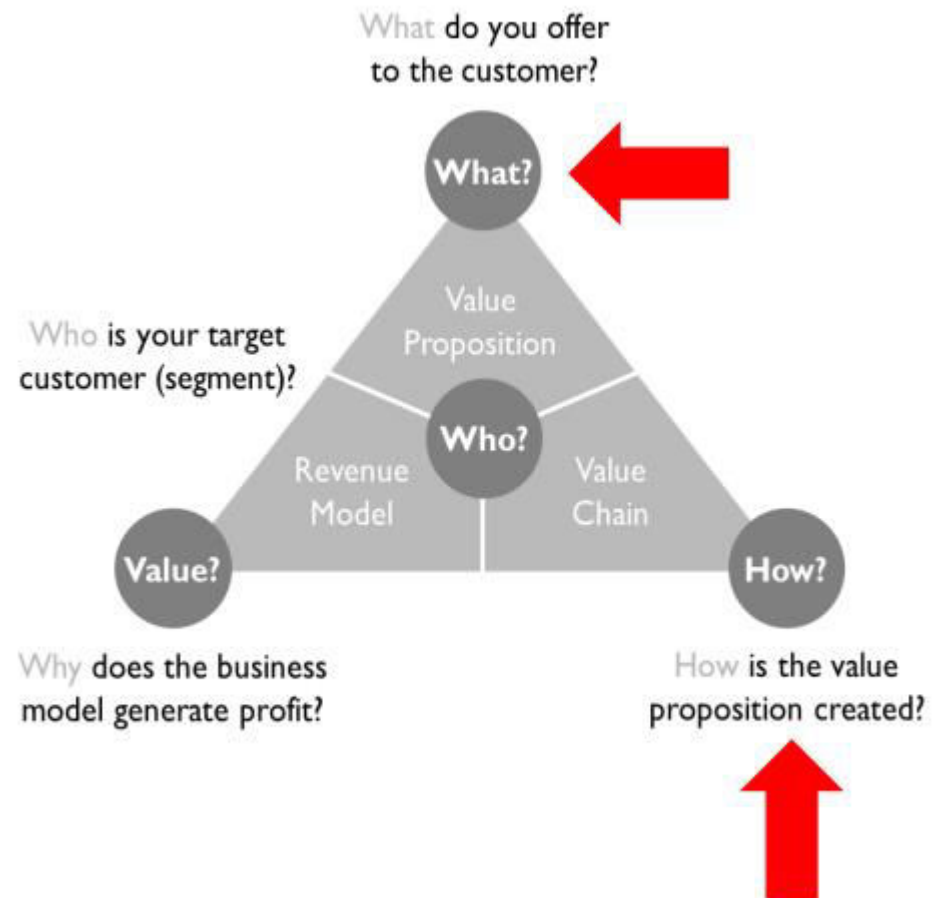 What do you offer
to the customer?
What?
Value
Proposition
Who is your target
customer (segment)?
Who?
Revenue
Model
Value
Chain
Value?
How?
Why does the business
model generate profit?
How is the value
proposition created?